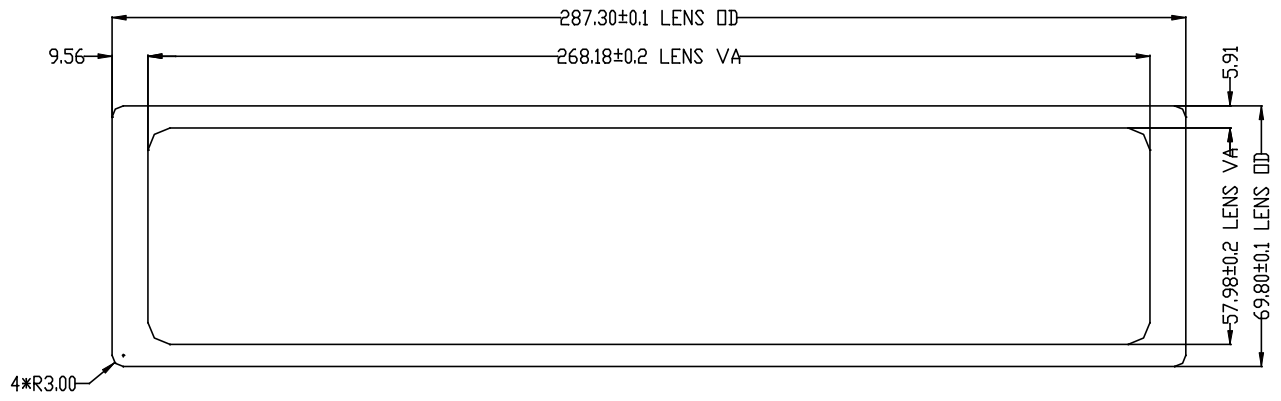 287.30±0.1 LENS OD
9.56
268.18±0.2 LENS VA
5.91
57.98±0.2 LENS VA
69.80±0.1 LENS OD
4*R3.00